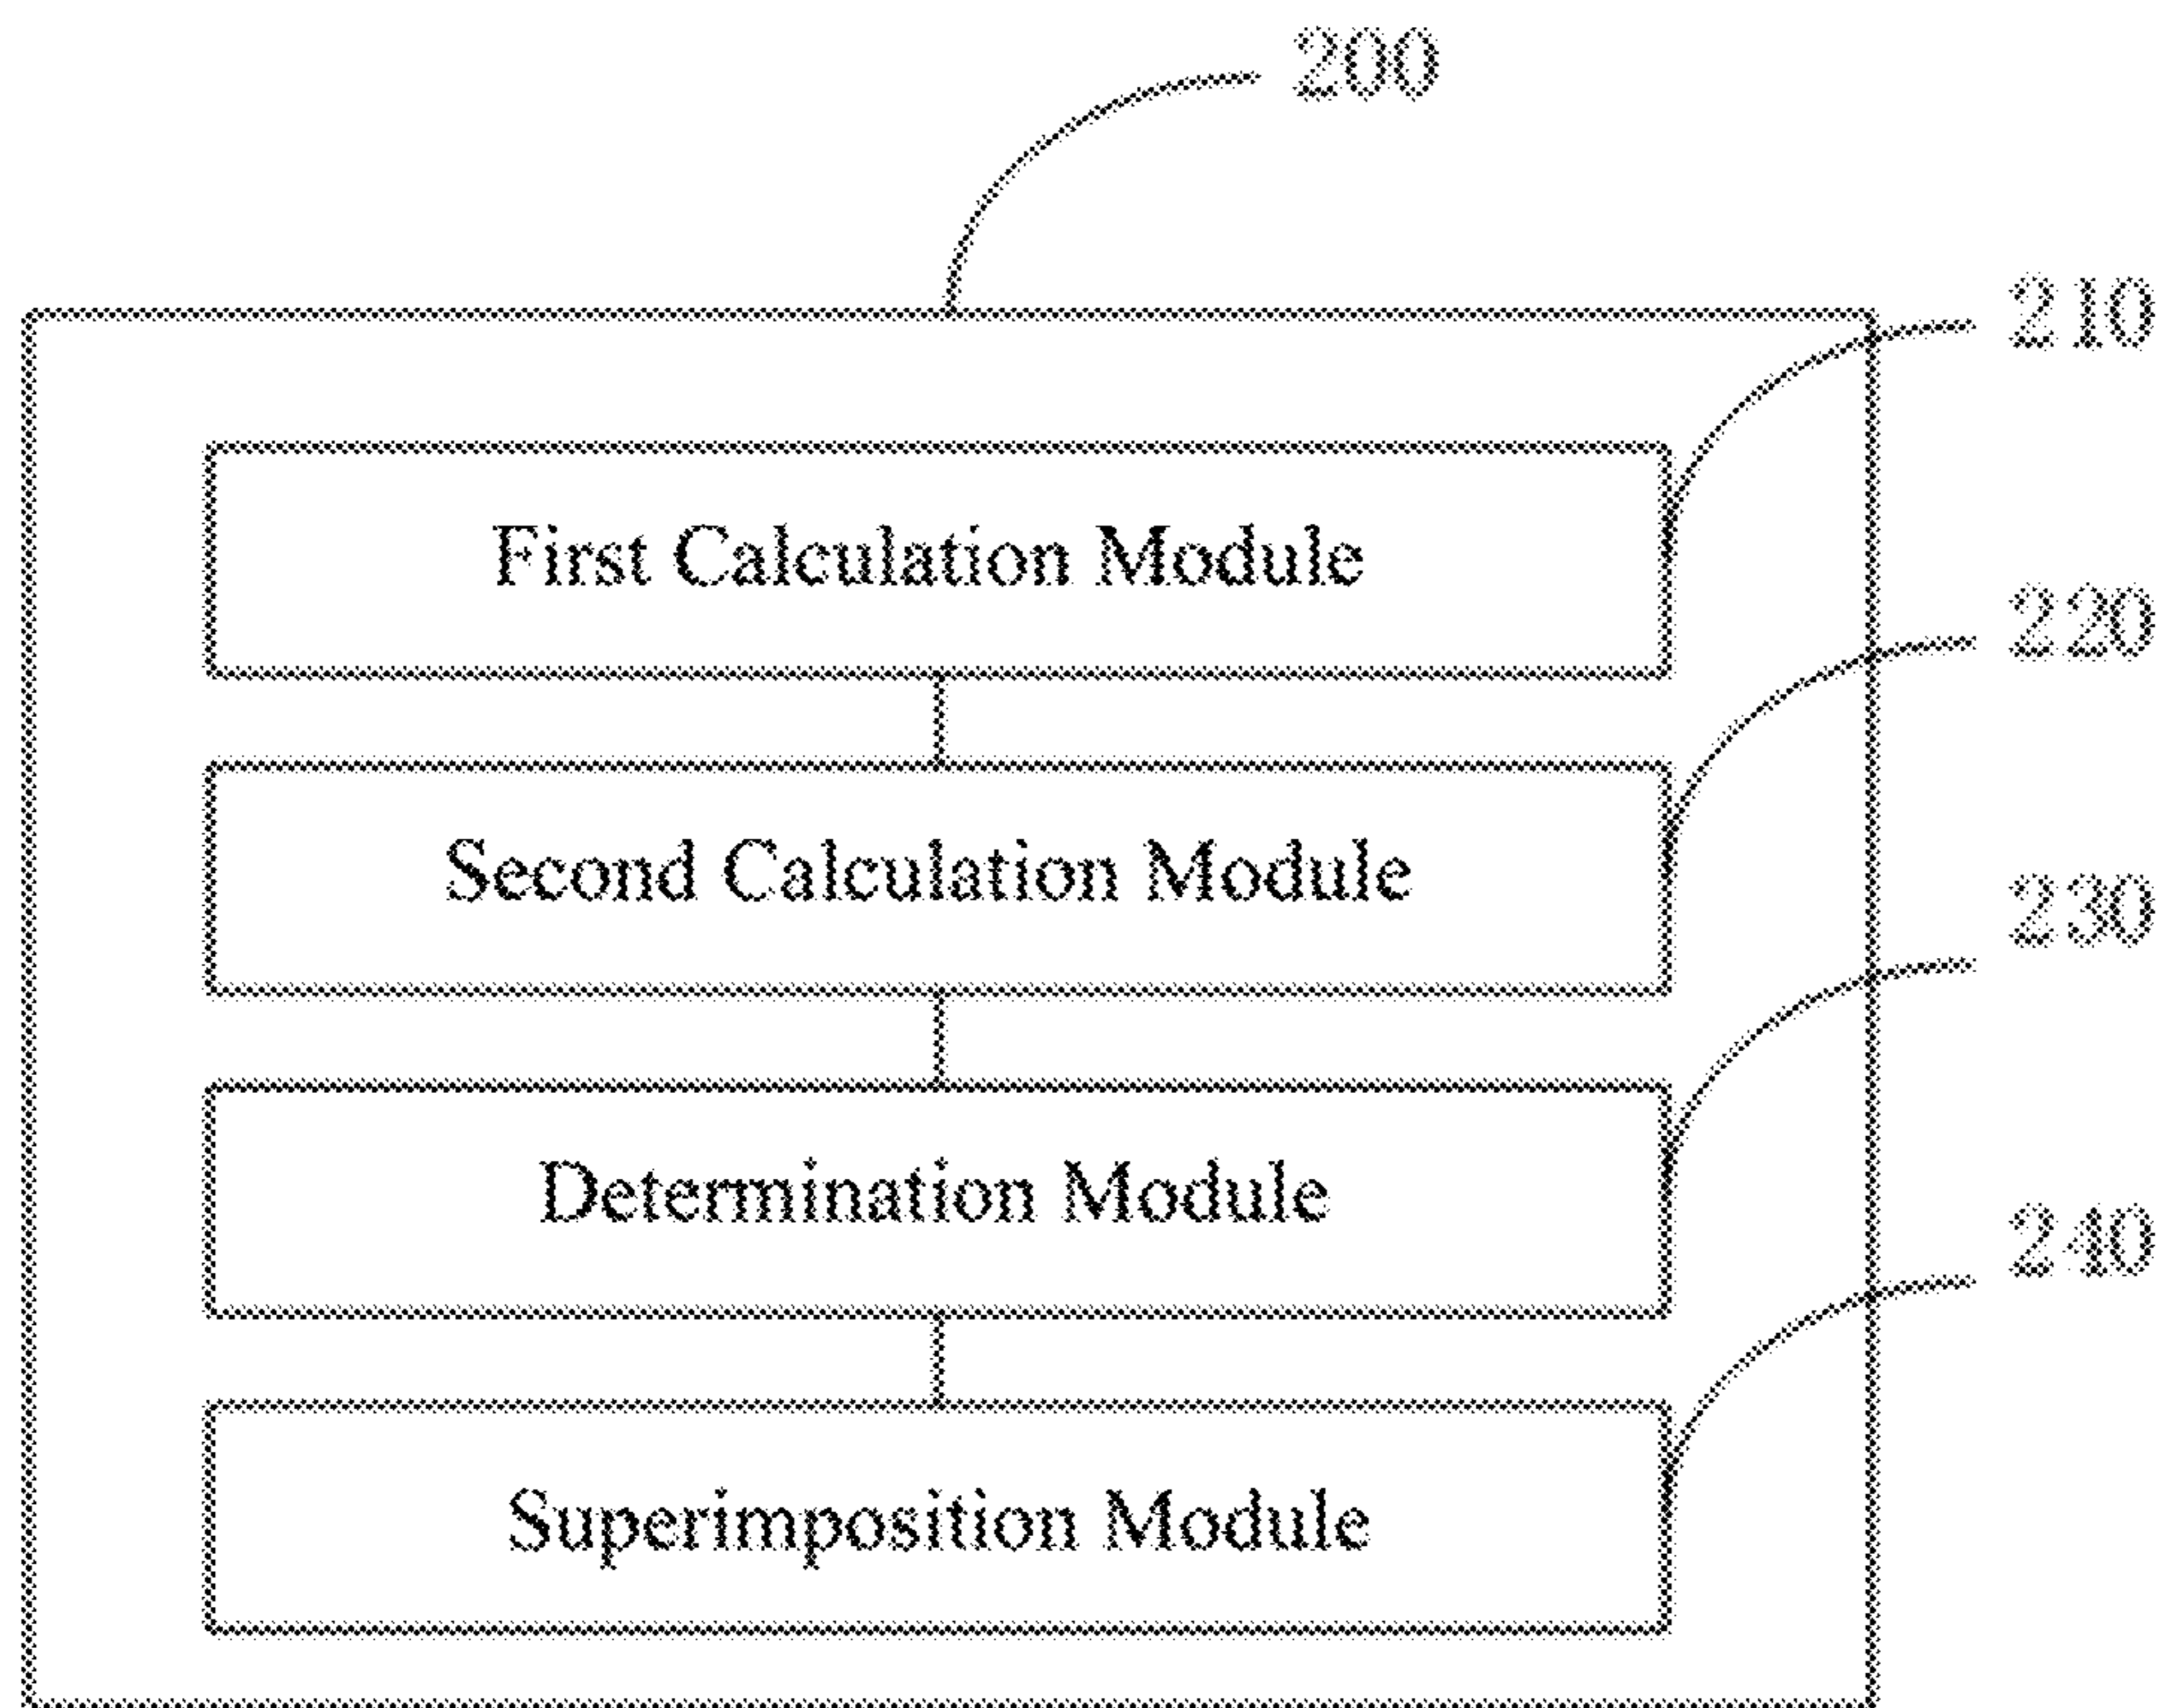 200
210
First Calculation Module
220
Second Calculation Module
230
Determination Module
240
Superimposition Module